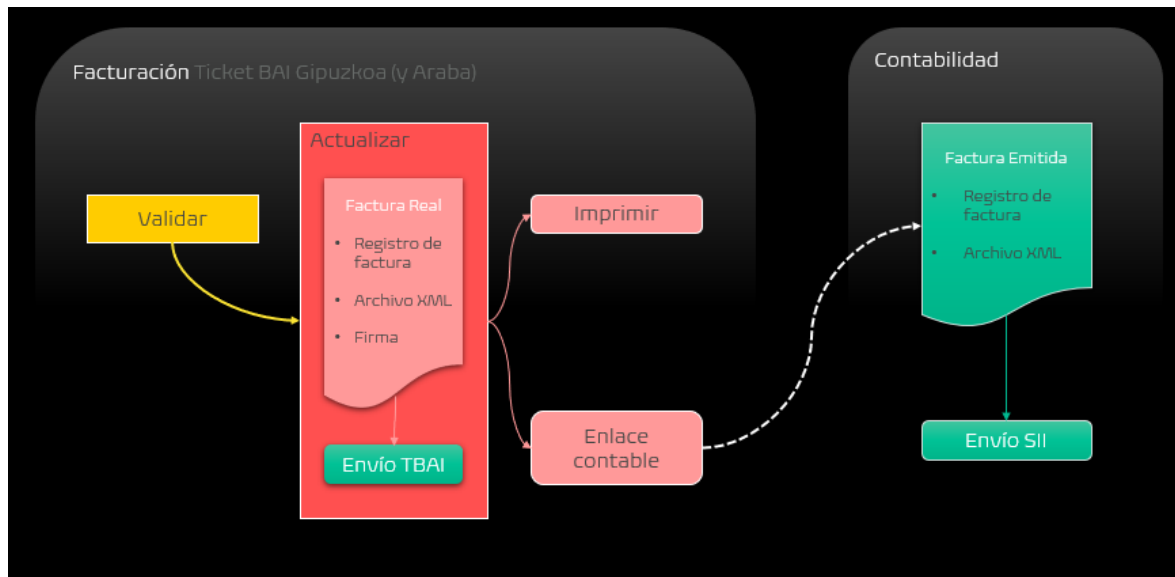 Facturación Ticket BAI Gipuzkoa (y Araba)
Contabilidad
Actualizar
Validar
Factura Real
• Registro de
factura
• Archivo XML
• Firma
Envío TBAI
Imprimir
Enlace
contable
Factura Emitida
• Registro de
factura
• Archivo XML
Envío SII